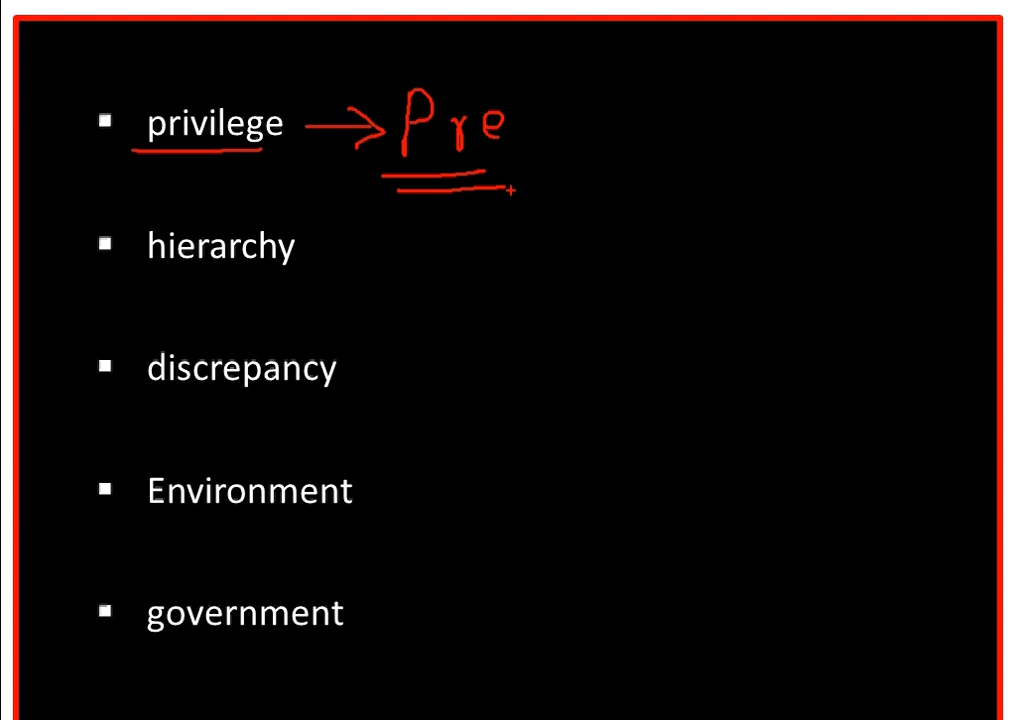 privilege → Pre
hierarchy
discrepancy
Environment
government